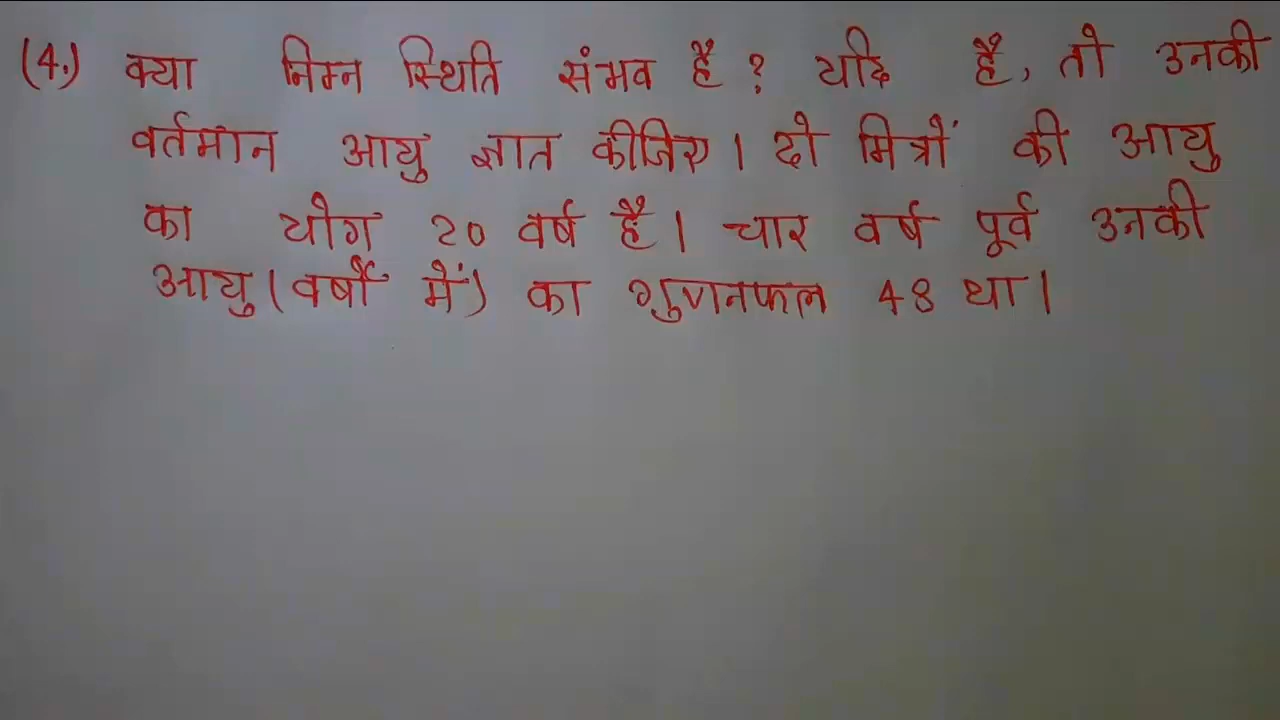 (4.) क्या निम्न स्थिति संभव है ? यदि है, तो उनकी
वर्तमान आयु ज्ञात कीजिए । दो मित्रों की आयु
का योग 20 वर्ष है । चार वर्ष पूर्व उनकी
आयु (वर्षों में) का गुणनफल 48 था ।